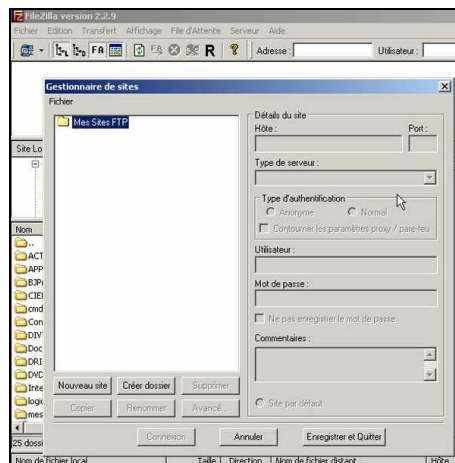 FileZilla version 2.2.9
Fichier Edition Transfert Affichage File d'Attente Serveur Aide
FA R ? Adresse : Utilisateur :
Gestionnaire de sites
Fichier
Mes Sites FTP
Détails du site
Hôte : Port :
Type de serveur :
Type d'authentification
Anonyme Normal
Contourner les paramètres proxy / pare-feu
Utilisateur :
Mot de passe :
Ne pas enregistrer le mot de passe.
Commentaires :
Site par défaut
Nouveau site Créer dossier Supprimer
Copier Renommer Avancé...
Connexion Annuler Enregistrer et Quitter
Site Lo
Nom
..
ACT
APP
CIE
cmd
Con
DIV
Doc
DRI
DVD
Inte
logic
mes
25 dossi
Nom de fichier local Taille Direction Nom de fichier distant Hôte